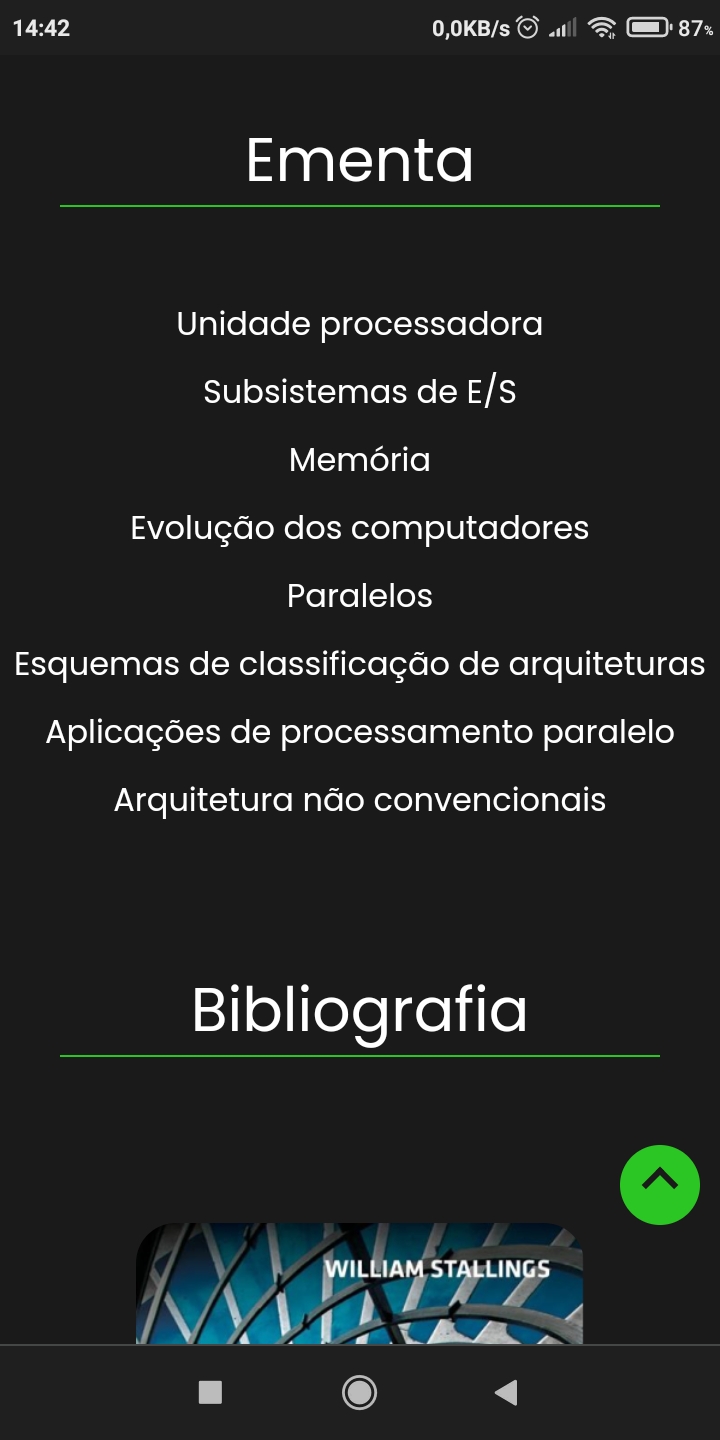 14:42
0,0KB/s
87%
Ementa
Unidade processadora
Subsistemas de E/S
Memória
Evolução dos computadores
Paralelos
Esquemas de classificação de arquiteturas
Aplicações de processamento paralelo
Arquitetura não convencionais
Bibliografia
WILLIAM STALLINGS